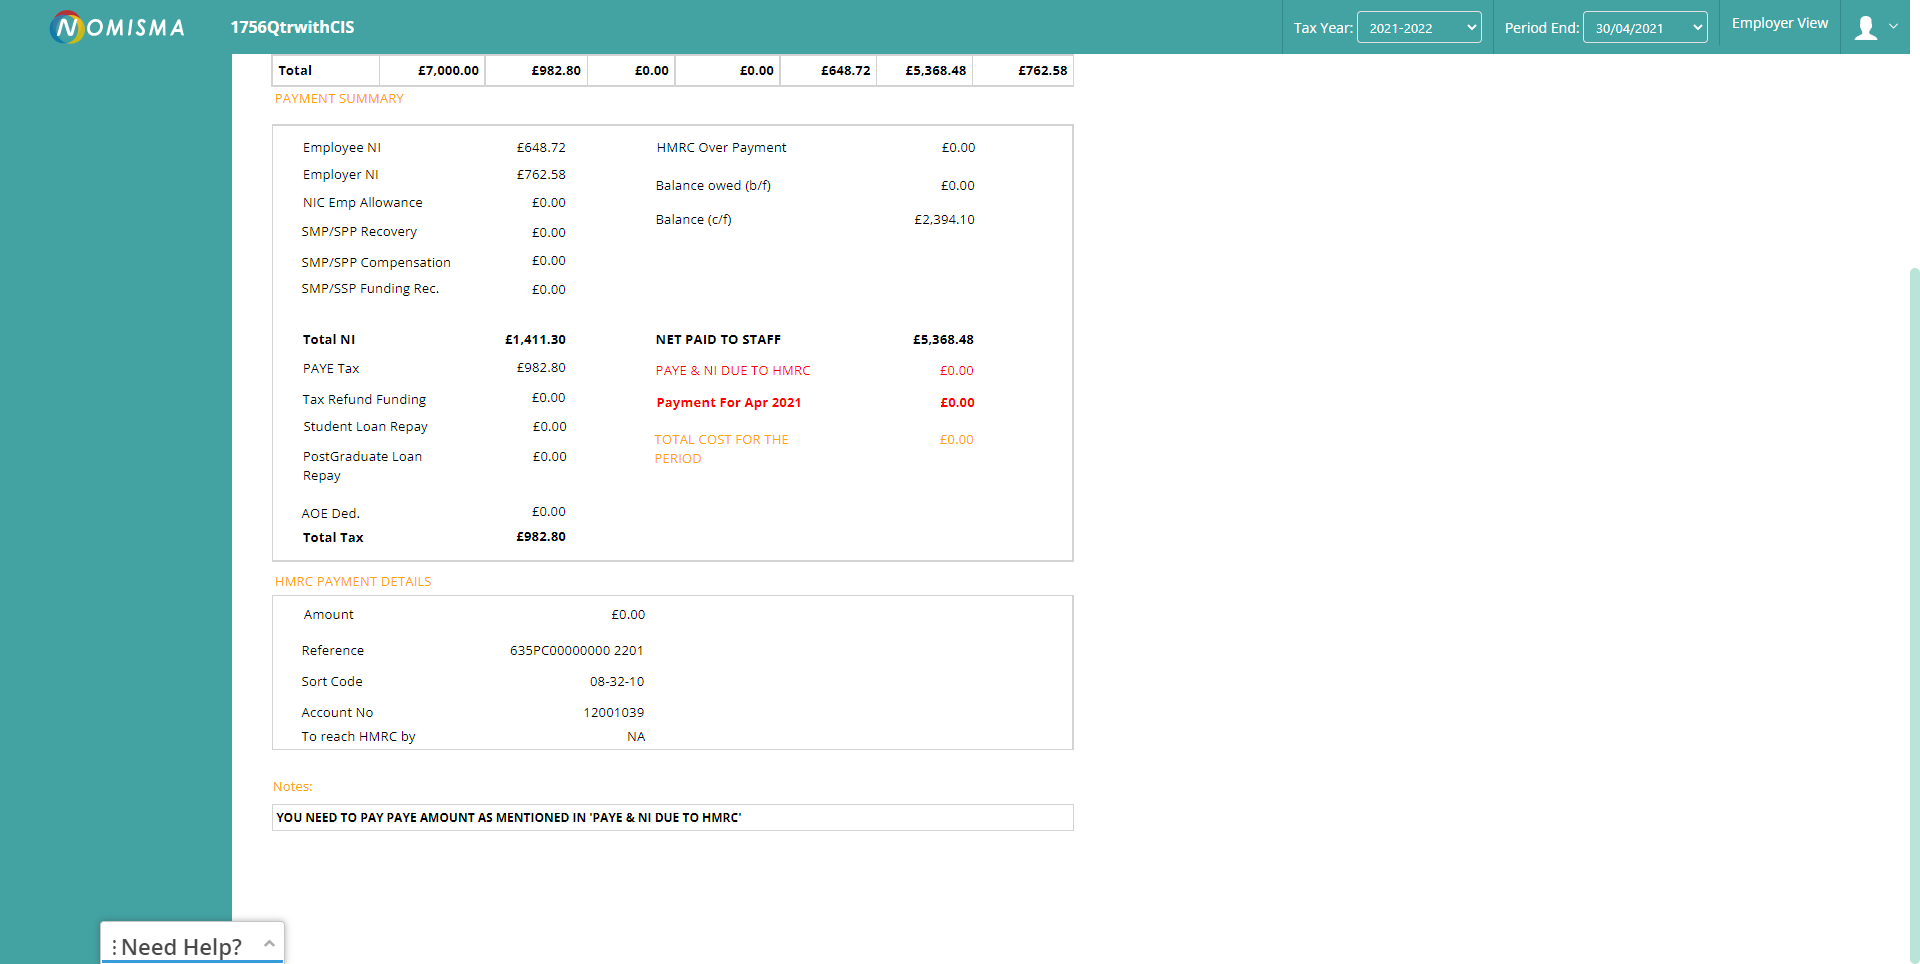 NOMISMA
1756QtrwithCIS
Tax Year: 2021-2022
Period End: 30/04/2021
Employer View
Total £7,000.00 £982.80 £0.00 £0.00 £648.72 £5,368.48 £762.58
PAYMENT SUMMARY
Employee NI £648.72 HMRC Over Payment £0.00
Employer NI £762.58
Balance owed (b/f) £0.00
NIC Emp Allowance £0.00
Balance (c/f) £2,394.10
SMP/SPP Recovery £0.00
SMP/SPP Compensation £0.00
SMP/SSP Funding Rec. £0.00
Total NI £1,411.30 NET PAID TO STAFF £5,368.48
PAYE Tax £982.80 PAYE & NI DUE TO HMRC £0.00
Tax Refund Funding £0.00 Payment For Apr 2021 £0.00
Student Loan Repay £0.00
TOTAL COST FOR THE £0.00
PERIOD
PostGraduate Loan £0.00
Repay
AOE Ded. £0.00
Total Tax £982.80
HMRC PAYMENT DETAILS
Amount £0.00
Reference 635PC00000000 2201
Sort Code 08-32-10
Account No 12001039
To reach HMRC by NA
Notes:
YOU NEED TO PAY PAYE AMOUNT AS MENTIONED IN 'PAYE & NI DUE TO HMRC'
Need Help?